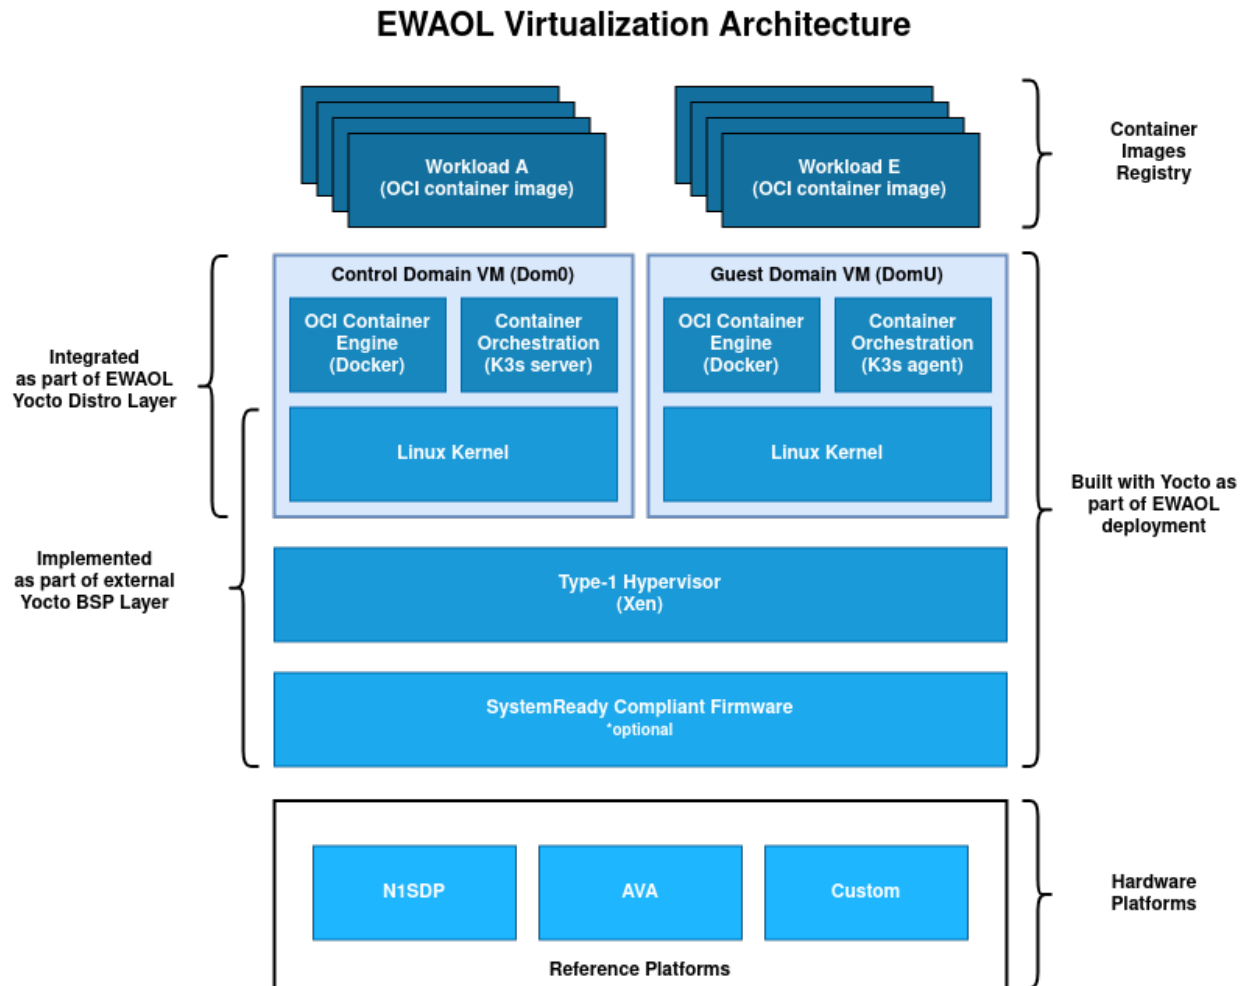 EWAOL Virtualization Architecture
Workload A
(OCI container image)
Workload E
(OCI container image)
Container
Images
Registry
Control Domain VM (Dom0)
OCI Container
Engine
(Docker)
Container
Orchestration
(K3s server)
Linux Kernel
Guest Domain VM (DomU)
OCI Container
Engine
(Docker)
Container
Orchestration
(K3s agent)
Linux Kernel
Integrated
as part of EWAOL
Yocto Distro Layer
Implemented
as part of external
Yocto BSP Layer
Built with Yocto as
part of EWAOL
deployment
Type-1 Hypervisor
(Xen)
SystemReady Compliant Firmware
*optional
N1SDP
AVA
Custom
Reference Platforms
Hardware
Platforms